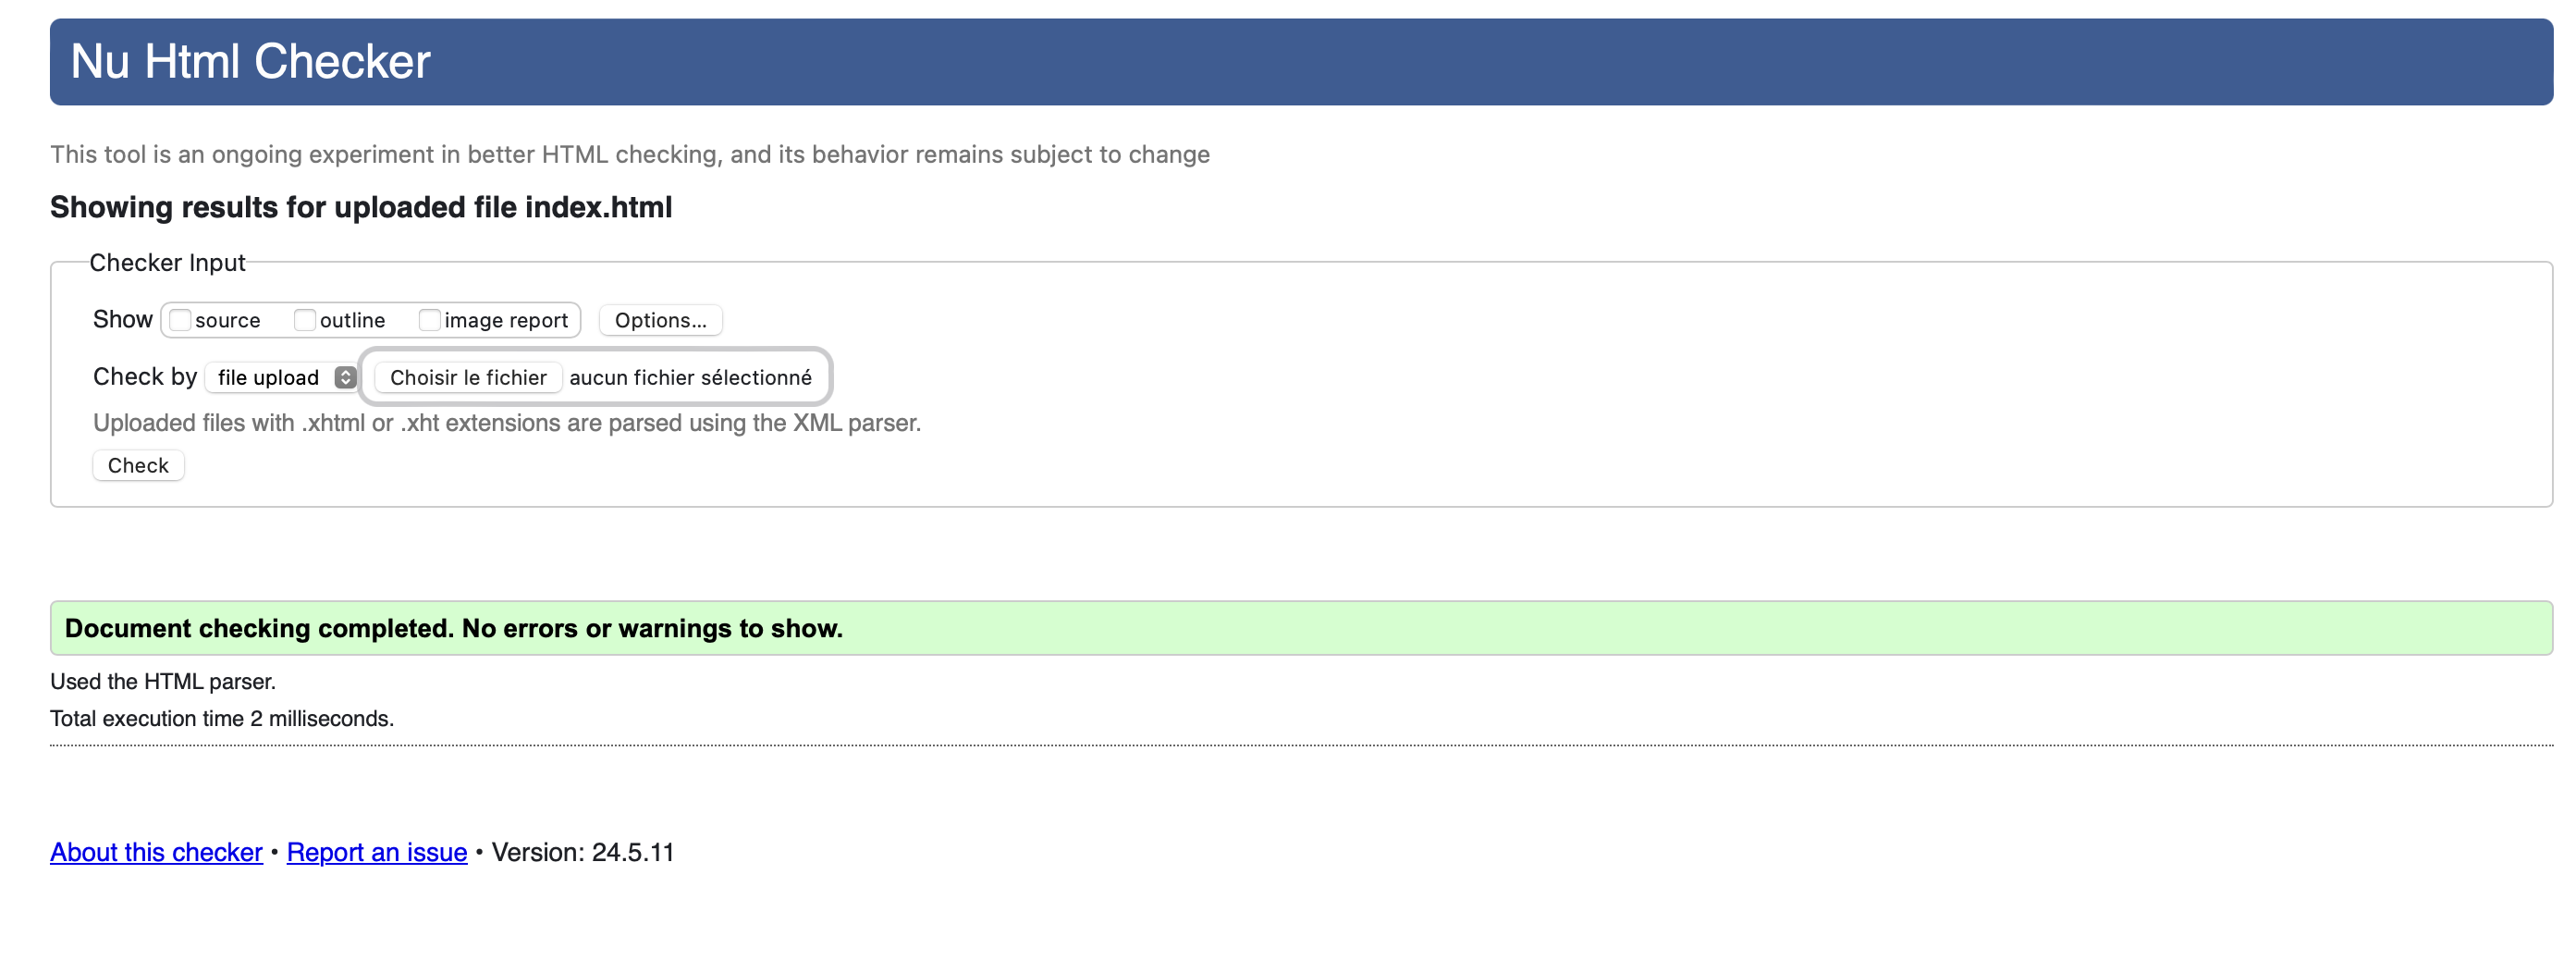 Nu Html Checker
This tool is an ongoing experiment in better HTML checking, and its behavior remains subject to change
Showing results for uploaded file index.html
Checker Input
Show source outline image report Options...
Check by file upload Choisir le fichier aucun fichier sélectionné
Uploaded files with .xhtml or .xht extensions are parsed using the XML parser.
Check
Document checking completed. No errors or warnings to show.
Used the HTML parser.
Total execution time 2 milliseconds.
About this checker • Report an issue • Version: 24.5.11